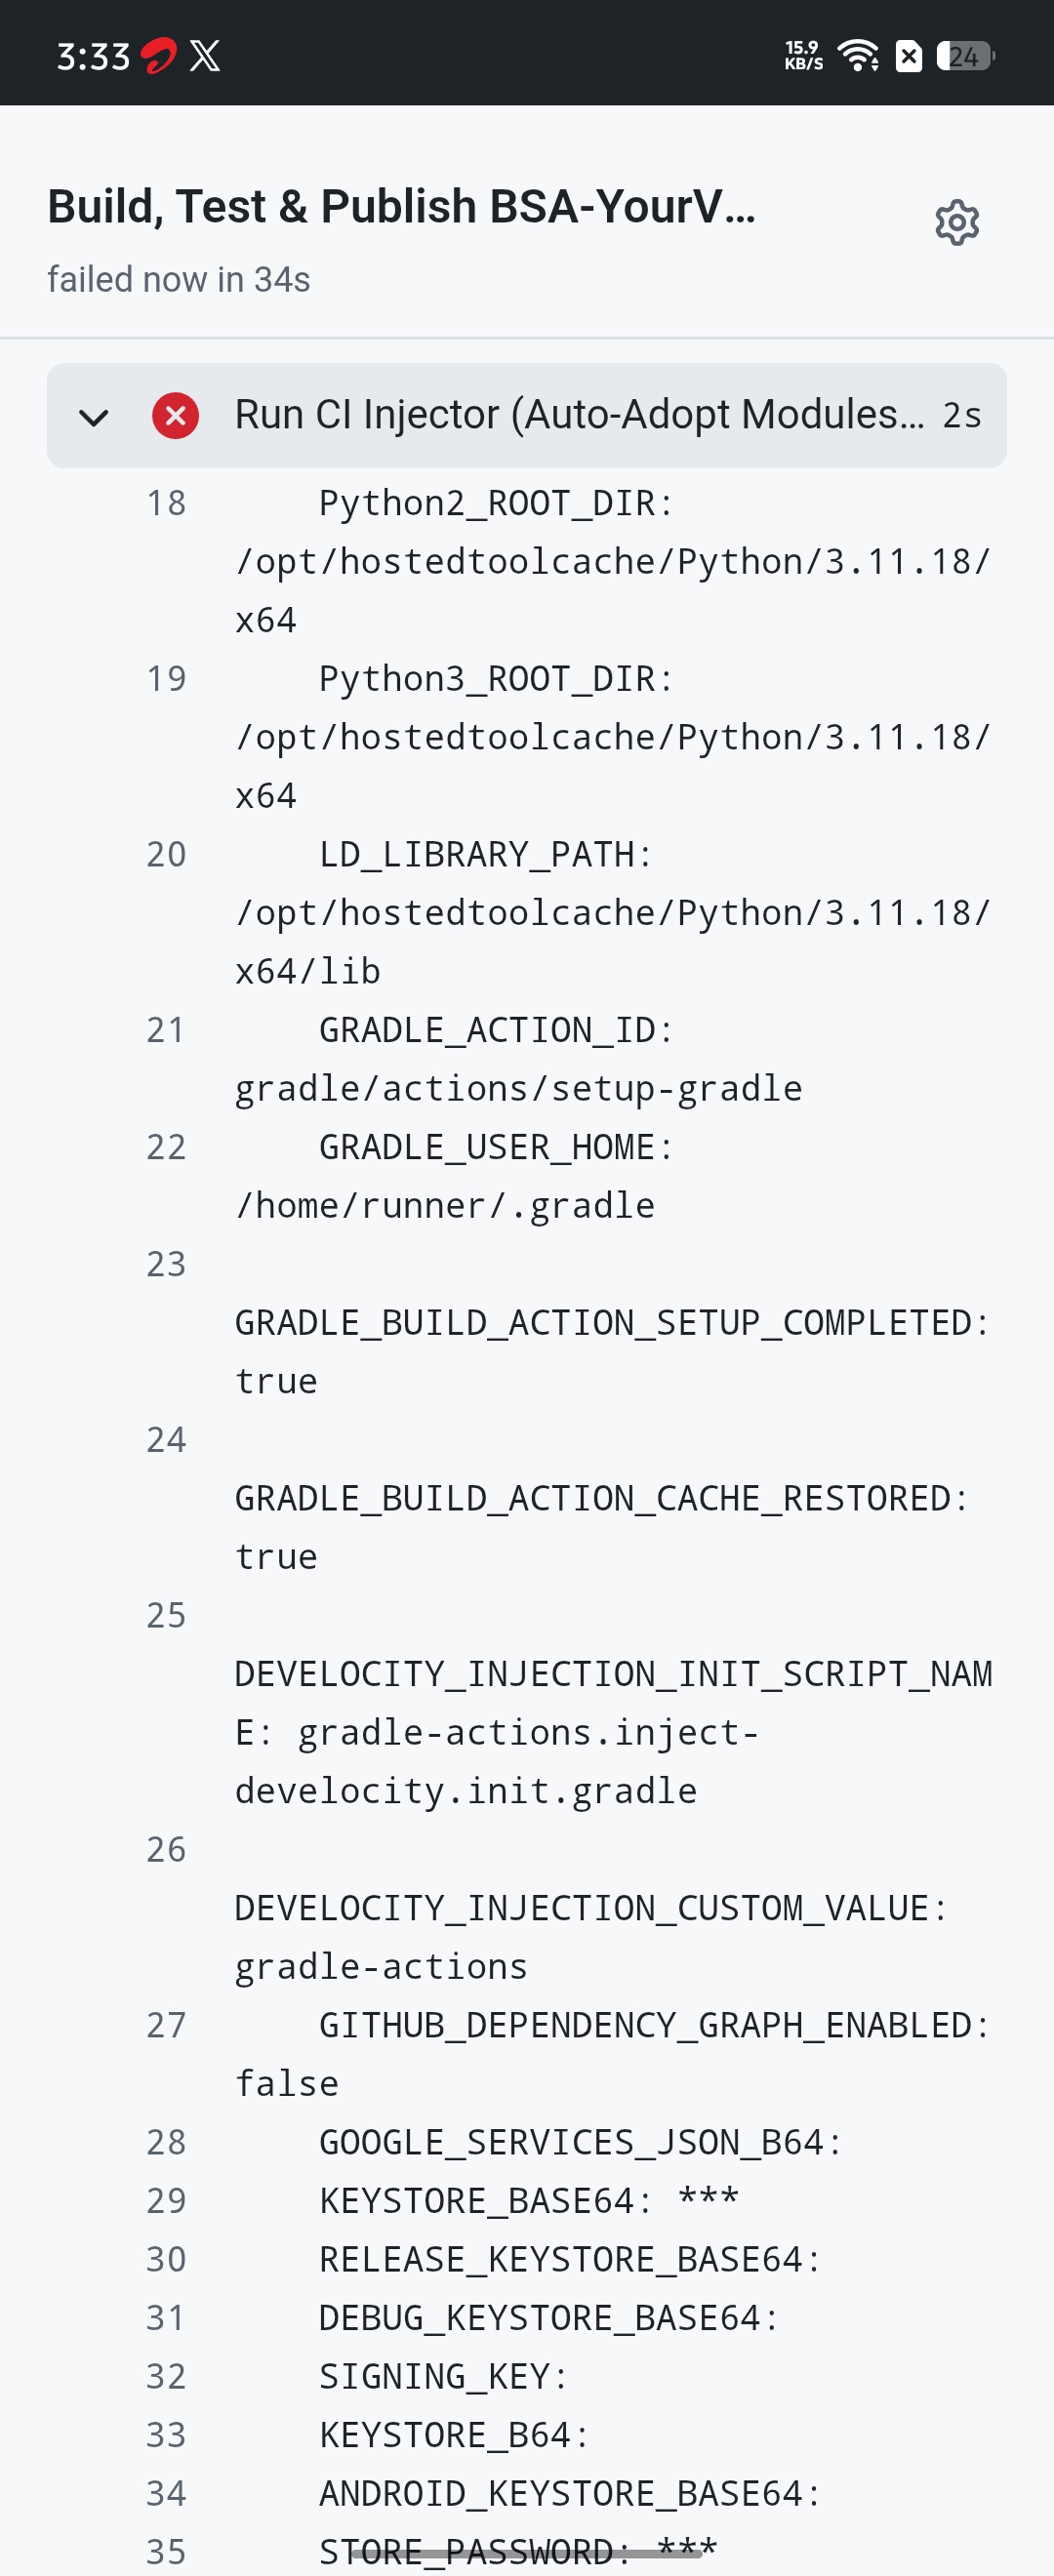 3:33
15.9
KB/S
24
Build, Test & Publish BSA-YourV...
failed now in 34s
Run CI Injector (Auto-Adopt Modules... 2s
18 Python2_ROOT_DIR:
/opt/hostedtoolcache/Python/3.11.18/
x64
19 Python3_ROOT_DIR:
/opt/hostedtoolcache/Python/3.11.18/
x64
20 LD_LIBRARY_PATH:
/opt/hostedtoolcache/Python/3.11.18/
x64/lib
21 GRADLE_ACTION_ID:
gradle/actions/setup-gradle
22 GRADLE_USER_HOME:
/home/runner/.gradle
23
GRADLE_BUILD_ACTION_SETUP_COMPLETED:
true
24
GRADLE_BUILD_ACTION_CACHE_RESTORED:
true
25
DEVELOCITY_INJECTION_INIT_SCRIPT_NAM
E: gradle-actions.inject-
develocity.init.gradle
26
DEVELOCITY_INJECTION_CUSTOM_VALUE:
gradle-actions
27 GITHUB_DEPENDENCY_GRAPH_ENABLED:
false
28 GOOGLE_SERVICES_JSON_B64:
29 KEYSTORE_BASE64: ***
30 RELEASE_KEYSTORE_BASE64:
31 DEBUG_KEYSTORE_BASE64:
32 SIGNING_KEY:
33 KEYSTORE_B64:
34 ANDROID_KEYSTORE_BASE64:
35 STORE_PASSWORD: ***